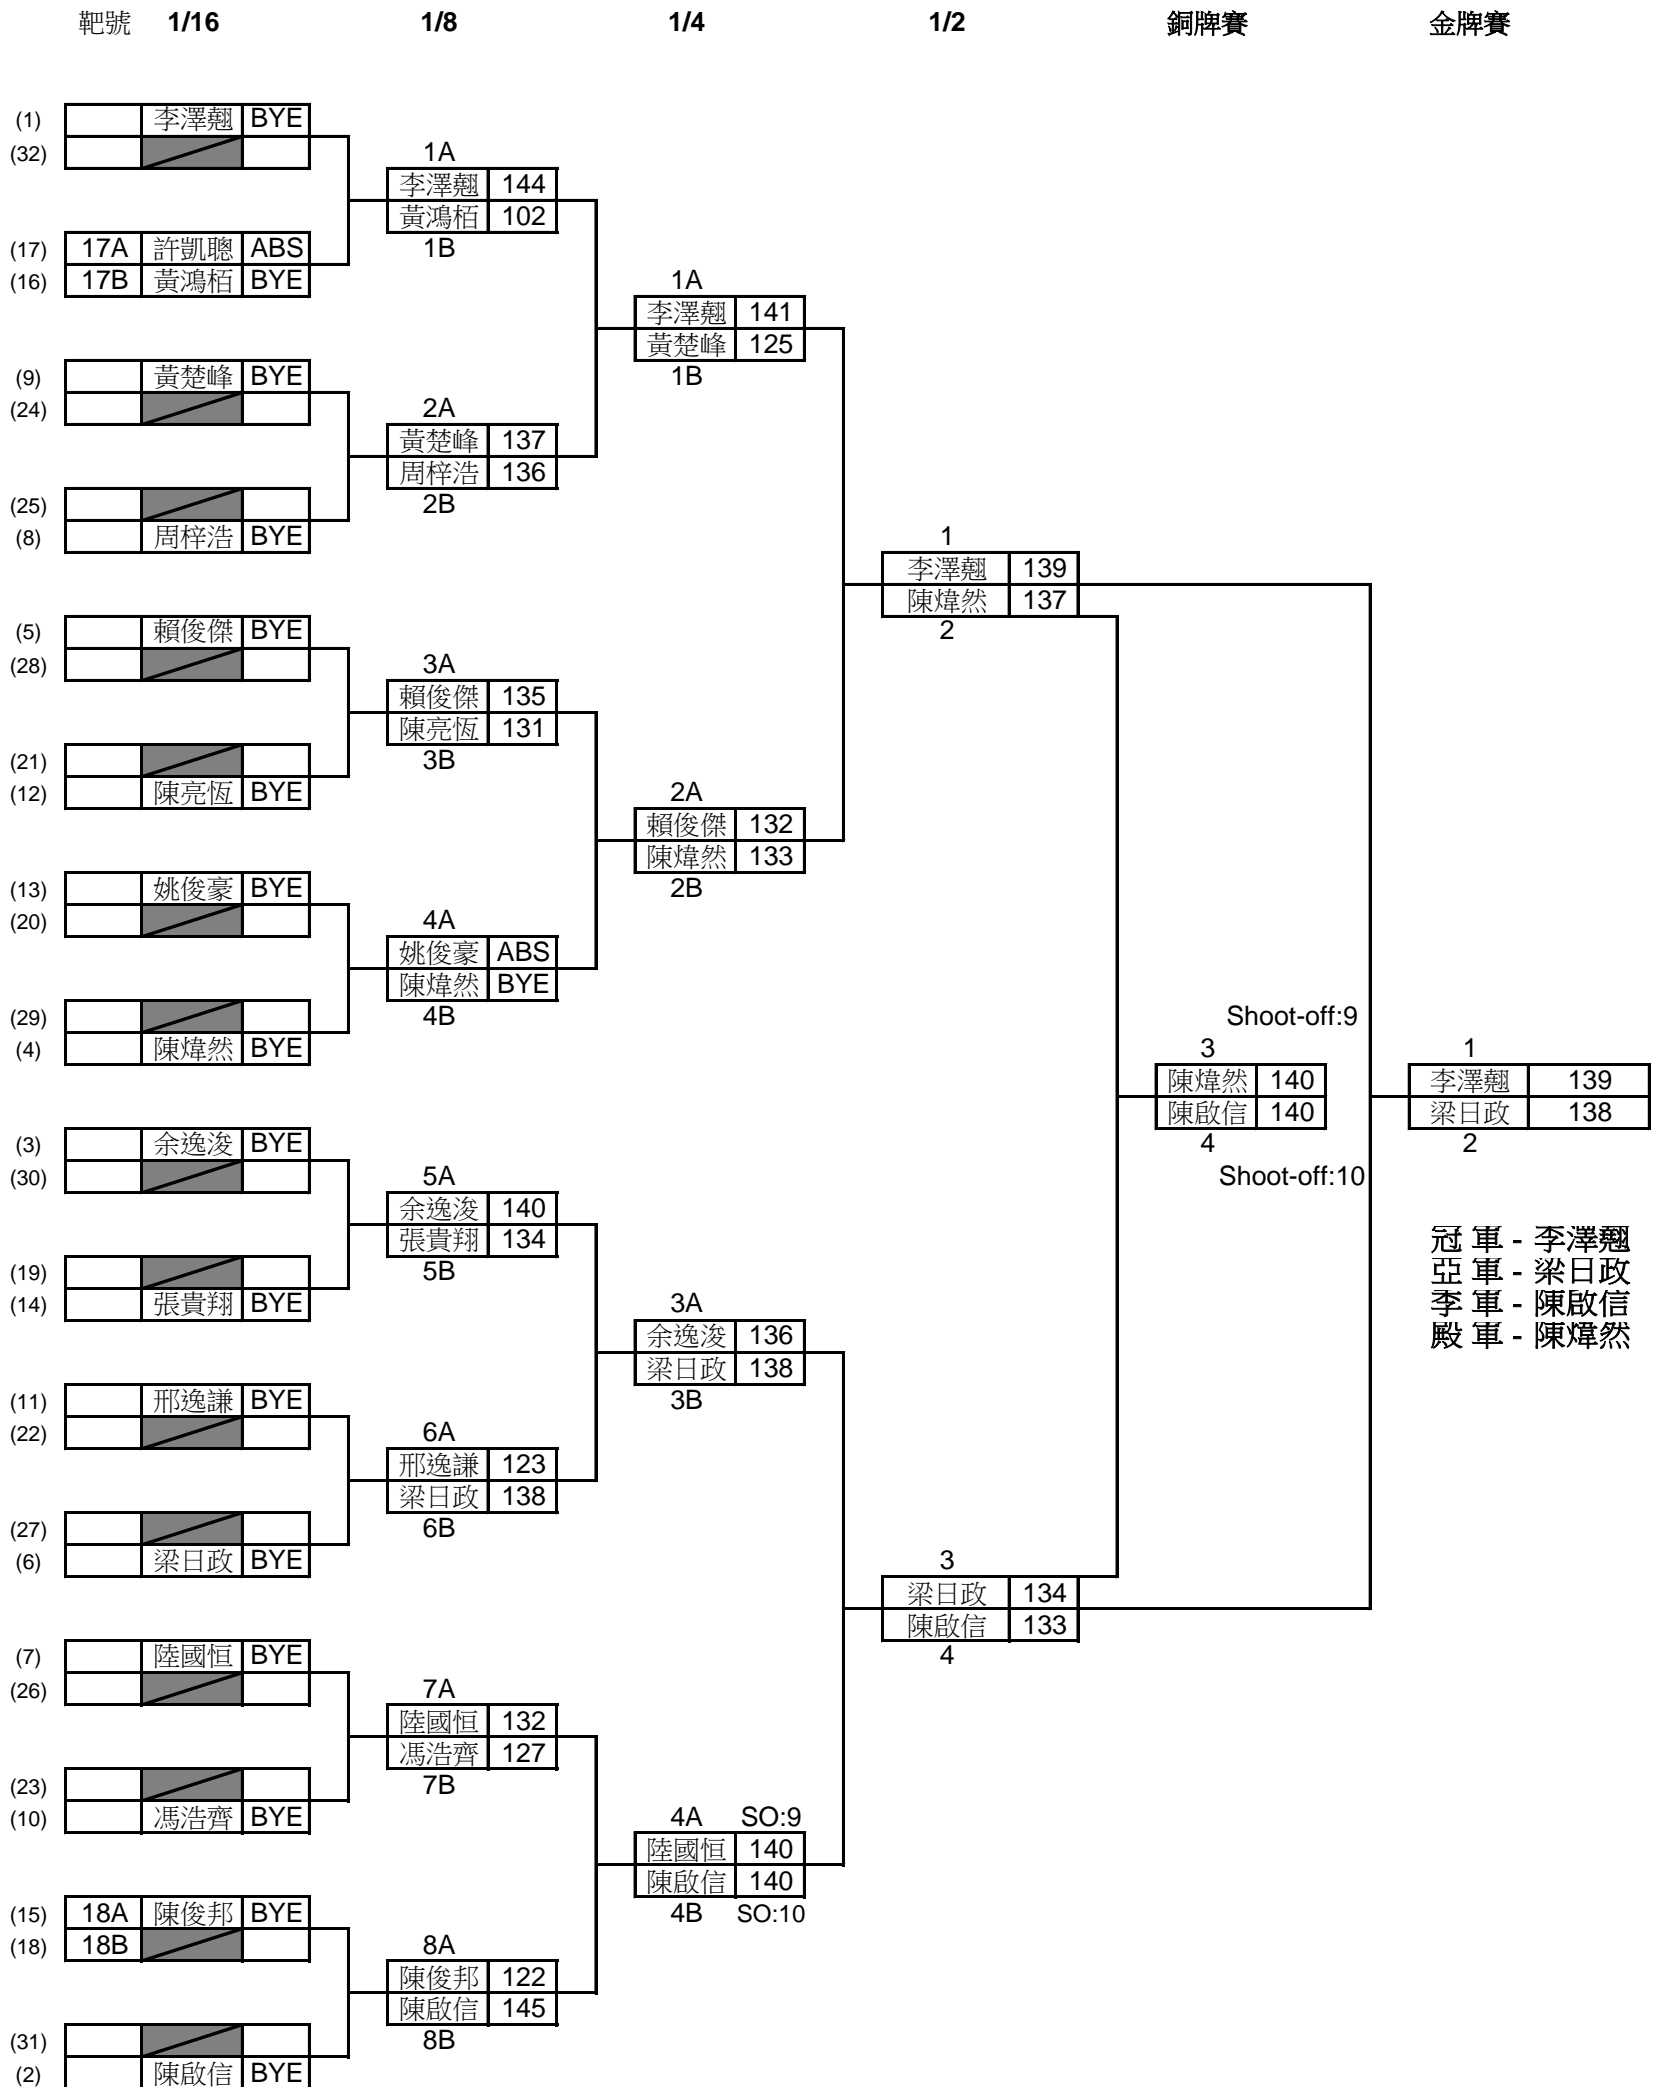 靶號 1/16 1/8 1/4 1/2 銅牌賽 金牌賽
(1) 李澤翹 BYE
(32)
1A
李澤翹 144
黃鴻栢 102
1B
(17) 17A 許凱聰 ABS
(16) 17B 黃鴻栢 BYE
1A
李澤翹 141
黃楚峰 125
1B
(9) 黃楚峰 BYE
(24)
2A
黃楚峰 137
周梓浩 136
2B
(25)
(8) 周梓浩 BYE
1
李澤翹 139
陳煒然 137
2
(5) 賴俊傑 BYE
(28)
3A
賴俊傑 135
陳亮恆 131
3B
(21)
(12) 陳亮恆 BYE
2A
賴俊傑 132
陳煒然 133
2B
(13) 姚俊豪 BYE
(20)
4A
姚俊豪 ABS
陳煒然 BYE
4B
(29)
(4) 陳煒然 BYE
Shoot-off:9
3
陳煒然 140
陳啟信 140
4
Shoot-off:10
1
李澤翹 139
梁日政 138
2
(3) 余逸浚 BYE
(30)
5A
余逸浚 140
張貴翔 134
5B
(19)
(14) 張貴翔 BYE
冠 軍 - 李澤翹
亞 軍 - 梁日政
季 軍 - 陳啟信
殿 軍 - 陳煒然
3A
余逸浚 136
梁日政 138
3B
(11) 邢逸謙 BYE
(22)
6A
邢逸謙 123
梁日政 138
6B
(27)
(6) 梁日政 BYE
3
梁日政 134
陳啟信 133
4
(7) 陸國恒 BYE
(26)
7A
陸國恒 132
馮浩齊 127
7B
(23)
(10) 馮浩齊 BYE
4A SO:9
陸國恒 140
陳啟信 140
4B SO:10
(15) 18A 陳俊邦 BYE
(18) 18B
8A
陳俊邦 122
陳啟信 145
8B
(31)
(2) 陳啟信 BYE